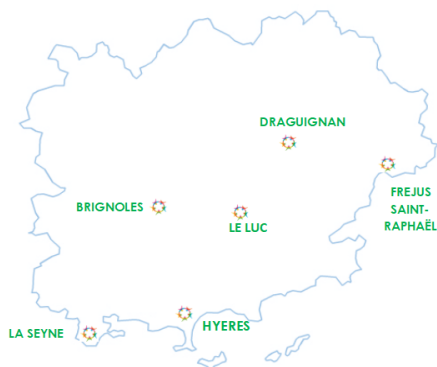 DRAGUIGNAN
FREJUS
SAINT-
RAPHAËL
BRIGNOLES
LE LUC
HYERES
LA SEYNE